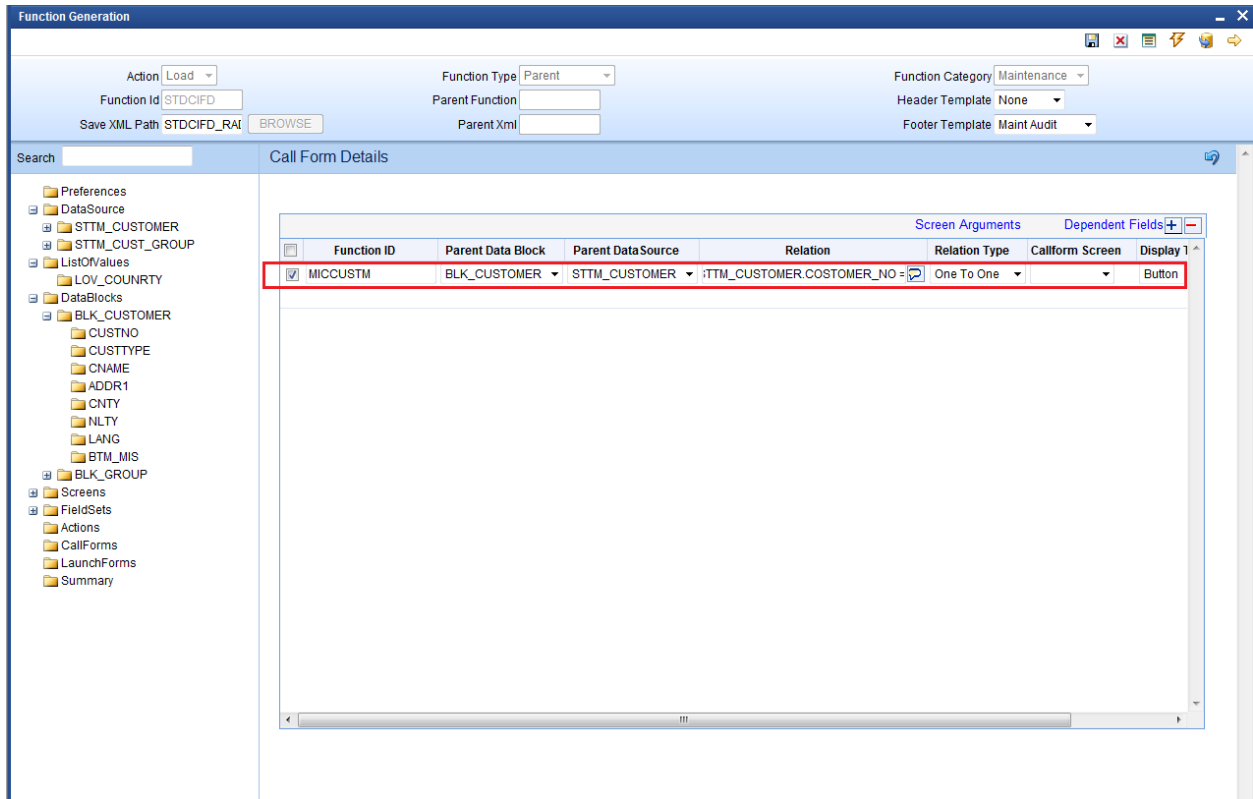 Function Generation
Action Load Function Type Parent Function Category Maintenance
Function Id STDCIFD Parent Function Header Template None
Save XML Path STDCIFD_RAD BROWSE Parent Xml Footer Template Maint Audit
Search Call Form Details
Preferences
DataSource
STTM_CUSTOMER
STTM_CUST_GROUP
ListOfValues
LOV_COUNRTY
DataBlocks
BLK_CUSTOMER
CUSTNO
CUSTTYPE
CNAME
ADDR1
CNTY
NLTY
LANG
BTM_MIS
BLK_GROUP
Screens
FieldSets
Actions
CallForms
LaunchForms
Summary
Screen Arguments Dependent Fields
Function ID Parent Data Block Parent DataSource Relation Relation Type Callform Screen Display
MICCUSTM BLK_CUSTOMER STTM_CUSTOMER TTM_CUSTOMER.COSTOMER_NO = One To One Button